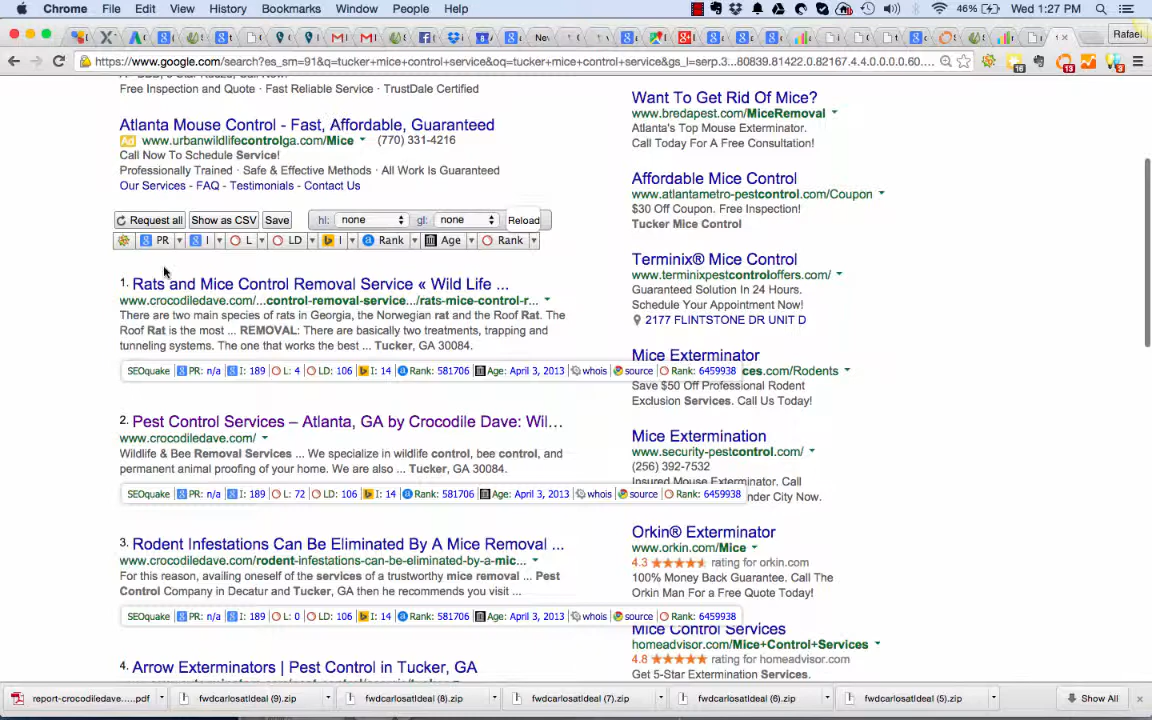 Chrome File Edit View History Bookmarks Window People Help 46% Wed 1:27 PM
Rafael
https://www.google.com/search?es_sm=91&q=tucker+mice+control+service&oq=tucker+mice+control+service&gs_l=serp.3...80839.81422.0.82167.4.4.0.0.0.0.60....
Free Inspection and Quote · Fast Reliable Service · TrustDale Certified
Atlanta Mouse Control - Fast, Affordable, Guaranteed
Ad www.urbanwildlifecontrolga.com/Mice (770) 331-4216
Call Now To Schedule Service!
Professionally Trained · Safe & Effective Methods · All Work Is Guaranteed
Our Services - FAQ - Testimonials - Contact Us
Request all Show as CSV Save hl: none gl: none Reload
PR I L LD I Rank Age Rank
1. Rats and Mice Control Removal Service « Wild Life ...
www.crocodiledave.com/...control-removal-service.../rats-mice-control-r...
There are two main species of rats in Georgia, the Norwegian rat and the Roof Rat. The
Roof Rat is the most ... REMOVAL: There are basically two treatments, trapping and
tunneling systems. The one that works the best ... Tucker, GA 30084.
SEOquake PR: n/a I: 189 L: 4 LD: 106 I: 14 Rank: 581706 Age: April 3, 2013 whois source Rank: 6459938
2. Pest Control Services – Atlanta, GA by Crocodile Dave: Wil...
www.crocodiledave.com/
Wildlife & Bee Removal Services ... We specialize in wildlife control, bee control, and
permanent animal proofing of your home. We are also ... Tucker, GA 30084.
SEOquake PR: n/a I: 189 L: 72 LD: 106 I: 14 Rank: 581706 Age: April 3, 2013 whois source Rank: 6459938
3. Rodent Infestations Can Be Eliminated By A Mice Removal ...
www.crocodiledave.com/rodent-infestations-can-be-eliminated-by-a-mic...
For this reason, availing oneself of the services of a trustworthy mice removal ... Pest
Control Company in Decatur and Tucker, GA then he recommends you visit ...
SEOquake PR: n/a I: 189 L: 0 LD: 106 I: 14 Rank: 581706 Age: April 3, 2013 whois source Rank: 6459938
4. Arrow Exterminators | Pest Control in Tucker, GA
Want To Get Rid Of Mice?
www.bredapest.com/MiceRemoval
Atlanta's Top Mouse Exterminator.
Call Today For A Free Consultation!
Affordable Mice Control
www.atlantametro-pestcontrol.com/Coupon
$30 Off Coupon. Free Inspection!
Tucker Mice Control
Terminix® Mice Control
www.terminixpestcontroloffers.com/
Guaranteed Solution In 24 Hours.
Schedule Your Appointment Now!
2177 FLINTSTONE DR UNIT D
Mice Exterminator
ces.com/Rodents
Save $50 Off Professional Rodent
Exclusion Services. Call Us Today!
Mice Extermination
www.security-pestcontrol.com/
(256) 392-7532
Insured Mouse Exterminator. Call
nder City Now.
Orkin® Exterminator
www.orkin.com/Mice
4.3 rating for orkin.com
100% Money Back Guarantee. Call The
Orkin Man For a Free Quote Today!
Mice Control Services
homeadvisor.com/Mice+Control+Services
4.8 rating for homeadvisor.com
Get 5-Star Extermination Services.
report-crocodiledave.....pdf fwdcarlosatIdeal (9).zip fwdcarlosatIdeal (8).zip fwdcarlosatIdeal (7).zip fwdcarlosatIdeal (6).zip fwdcarlosatIdeal (5).zip Show All